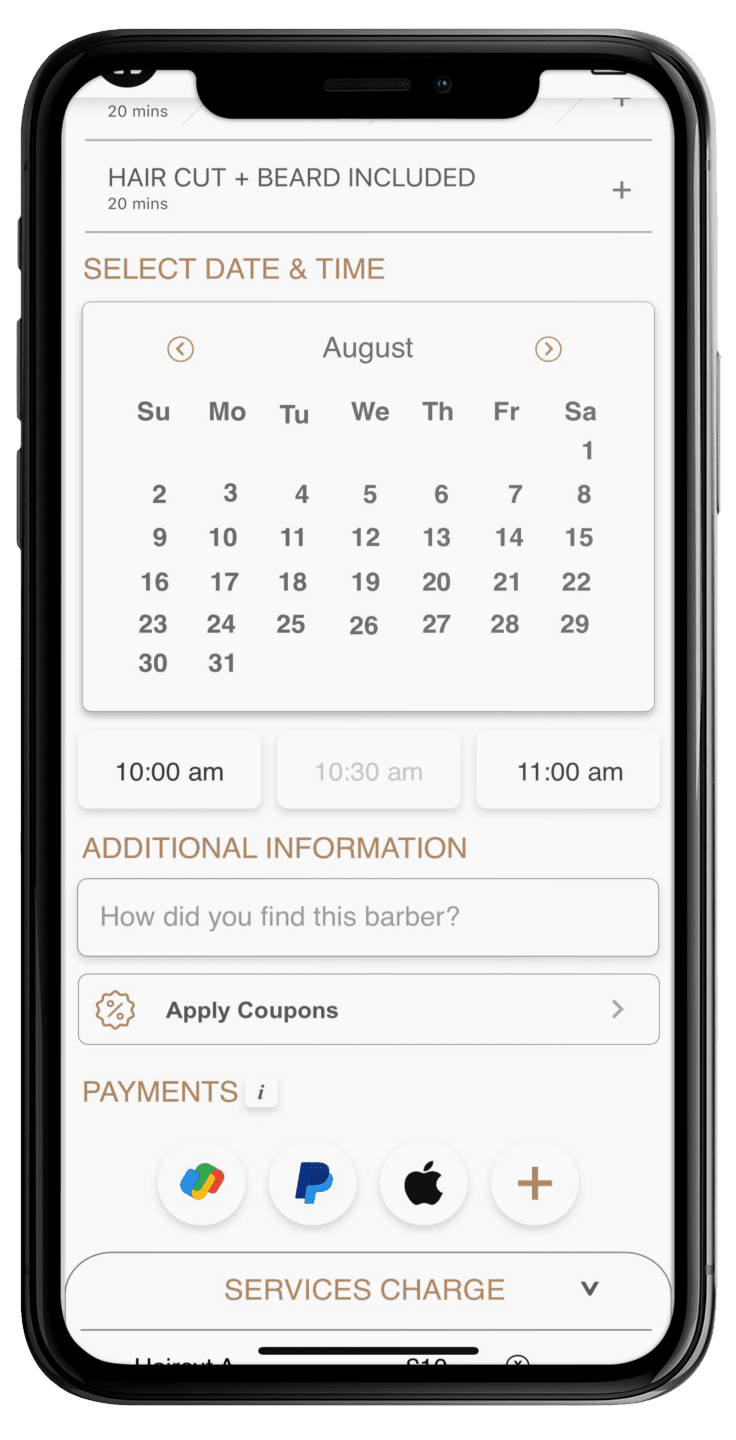 20 mins
HAIR CUT + BEARD INCLUDED
20 mins
SELECT DATE & TIME
August
Su Mo Tu We Th Fr Sa
1
2 3 4 5 6 7 8
9 10 11 12 13 14 15
16 17 18 19 20 21 22
23 24 25 26 27 28 29
30 31
10:00 am 10:30 am 11:00 am
ADDITIONAL INFORMATION
How did you find this barber?
Apply Coupons
PAYMENTS i
SERVICES CHARGE
Haircut A